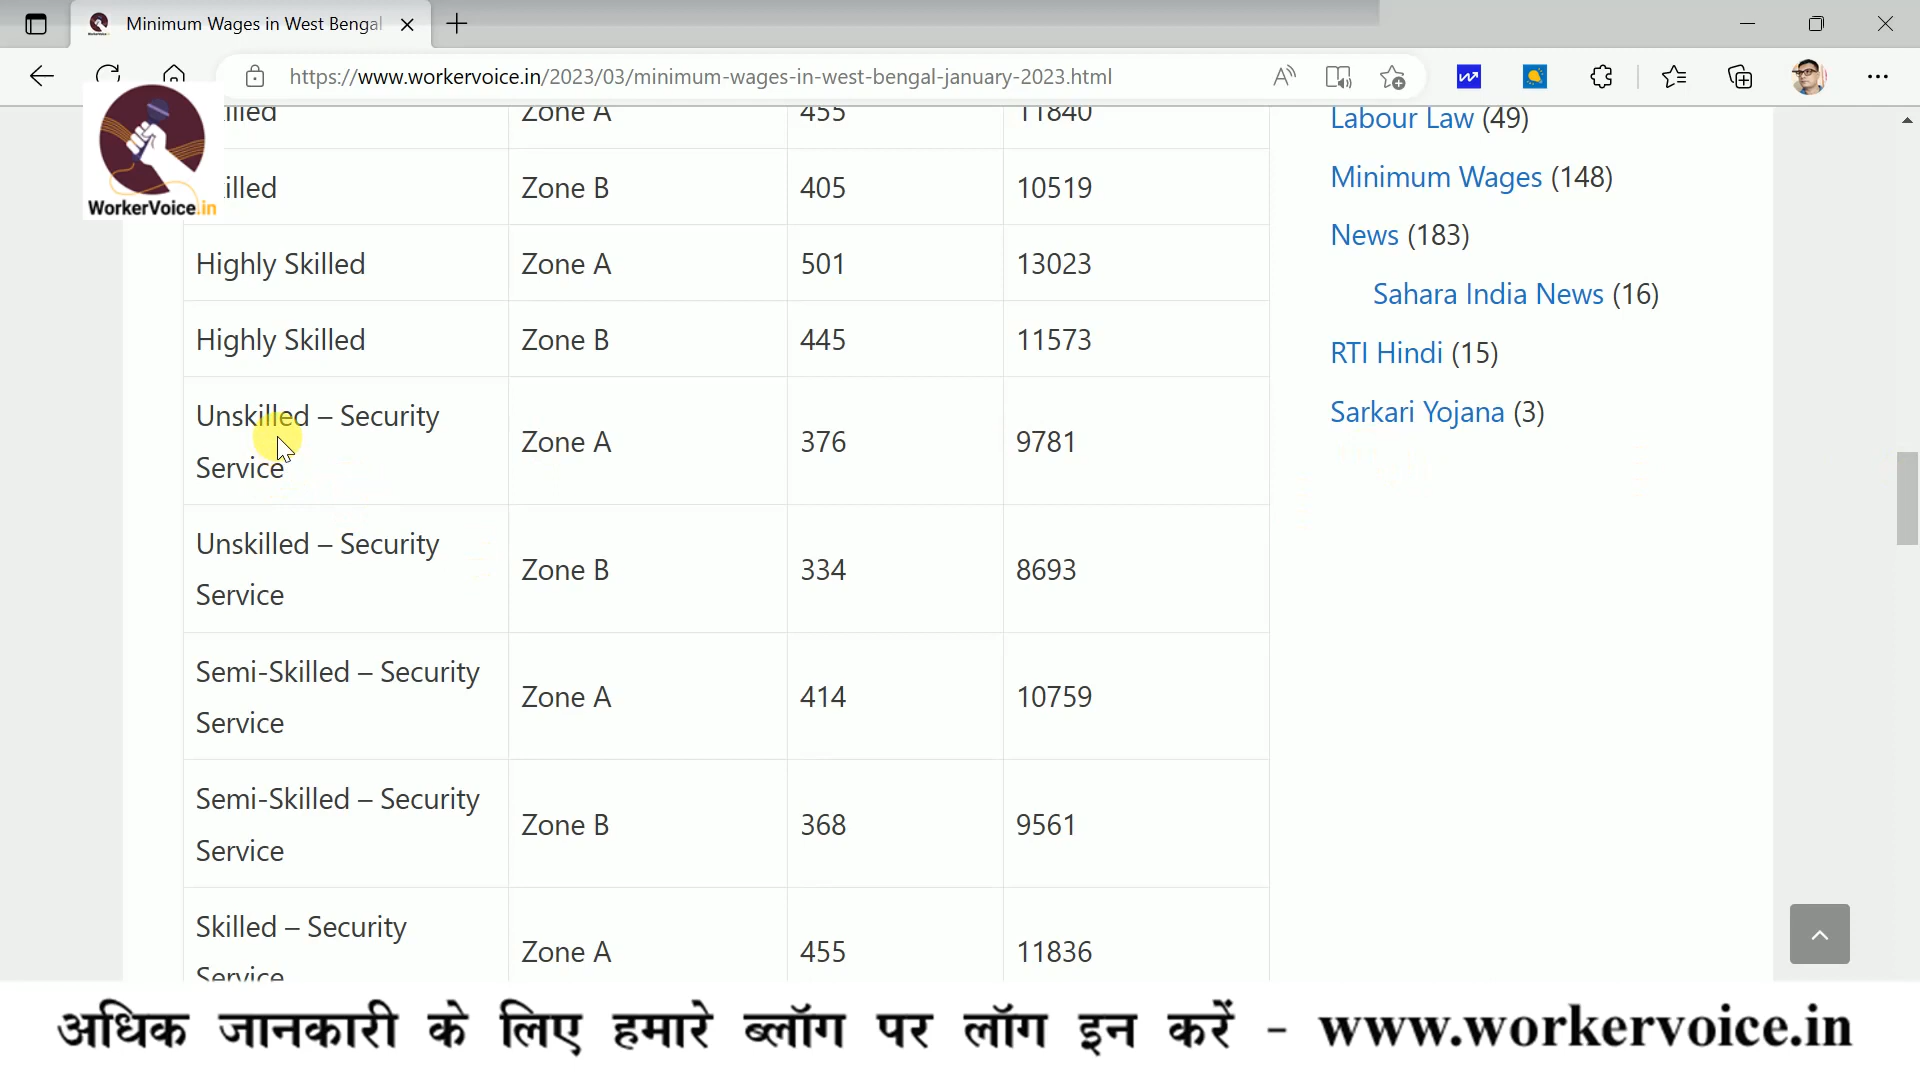 Minimum Wages in West Bengal
https://www.workervoice.in/2023/03/minimum-wages-in-west-bengal-january-2023.html
WorkerVoice.in
Zone A 455 11840
Zone B 405 10519
Highly Skilled Zone A 501 13023
Highly Skilled Zone B 445 11573
Unskilled – Security
Service
Zone A 376 9781
Unskilled – Security
Service
Zone B 334 8693
Semi-Skilled – Security
Service
Zone A 414 10759
Semi-Skilled – Security
Service
Zone B 368 9561
Skilled – Security
Service
Zone A 455 11836
Labour Law (49)
Minimum Wages (148)
News (183)
Sahara India News (16)
RTI Hindi (15)
Sarkari Yojana (3)
अधिक जानकारी के लिए हमारे ब्लॉग पर लॉग इन करें - www.workervoice.in